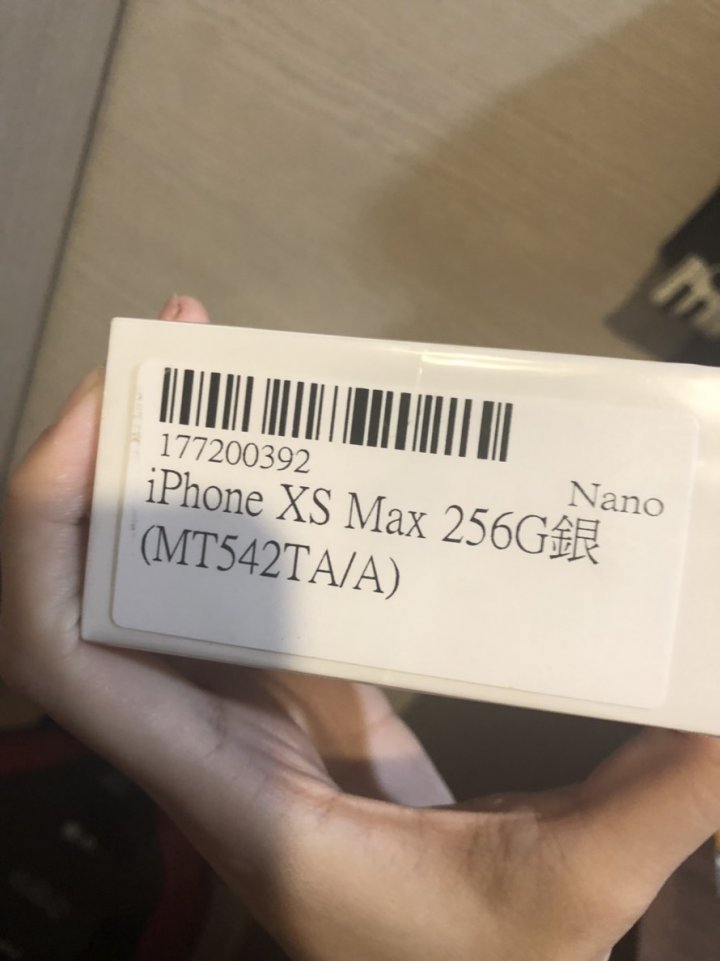 177200392
Nano
iPhone XS Max 256G銀
(MT542TA/A)